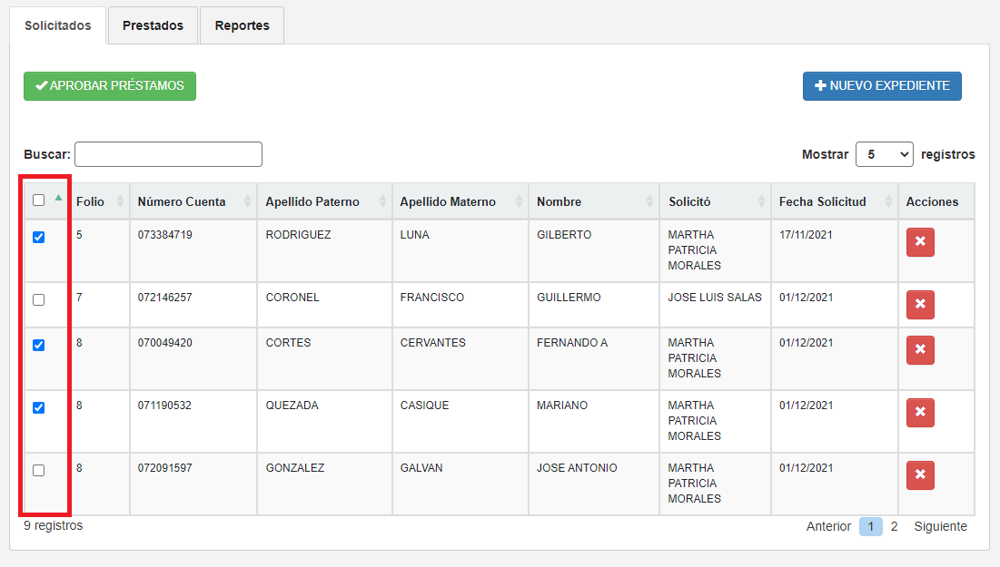 Solicitados Prestados Reportes
APROBAR PRÉSTAMOS NUEVO EXPEDIENTE
Buscar: Mostrar 5 registros
Folio Número Cuenta Apellido Paterno Apellido Materno Nombre Solicitó Fecha Solicitud Acciones
5 073384719 RODRIGUEZ LUNA GILBERTO MARTHA 17/11/2021
PATRICIA
MORALES
7 072146257 CORONEL FRANCISCO GUILLERMO JOSE LUIS SALAS 01/12/2021
8 070049420 CORTES CERVANTES FERNANDO A MARTHA 01/12/2021
PATRICIA
MORALES
8 071190532 QUEZADA CASIQUE MARIANO MARTHA 01/12/2021
PATRICIA
MORALES
8 072091597 GONZALEZ GALVAN JOSE ANTONIO MARTHA 01/12/2021
PATRICIA
MORALES
9 registros Anterior 1 2 Siguiente